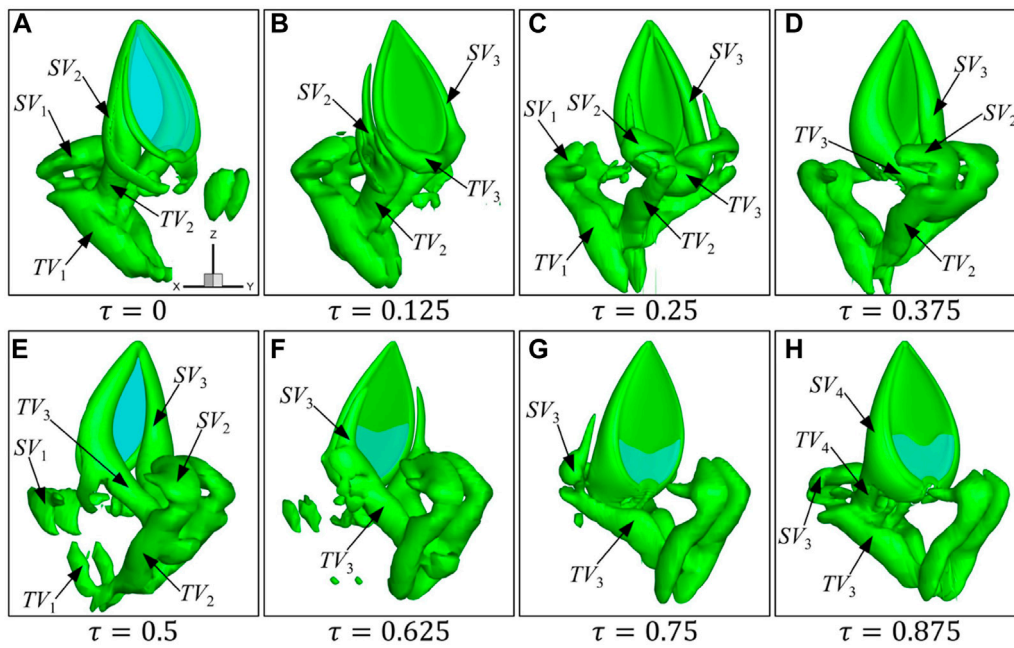 A
SV2
SV1
TV2
TV1
Z
X
Y
τ = 0
B
SV3
SV2
TV3
TV2
τ = 0.125
C
SV3
SV2
SV1
TV3
TV2
TV1
τ = 0.25
D
SV3
SV2
TV3
TV2
τ = 0.375
E
SV3
TV3
SV2
SV1
TV1
TV2
τ = 0.5
F
SV3
TV3
τ = 0.625
G
SV3
TV3
τ = 0.75
H
SV4
TV4
SV3
TV3
τ = 0.875